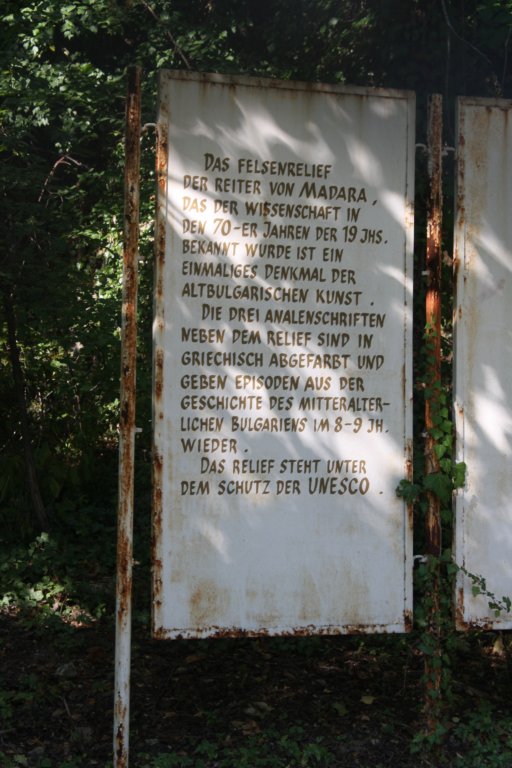 DAS FELSENRELIEF
DER REITER VON MADARA,
DAS DER WISSENSCHAFT IN
DEN 70-ER JAHREN DER 19 JHS.
BEKANNT WURDE IST EIN
EINMALIGES DENKMAL DER
ALTBULGARISCHEN KUNST.
DIE DREI ANALENSCHRIFTEN
NEBEN DEM RELIEF SIND IN
GRIECHISCH ABGEFARBT UND
GEBEN EPISODEN AUS DER
GESCHICHTE DES MITTERALTER-
LICHEN BULGARIENS IM 8-9 JH.
WIEDER.
DAS RELIEF STEHT UNTER
DEM SCHUTZ DER UNESCO.